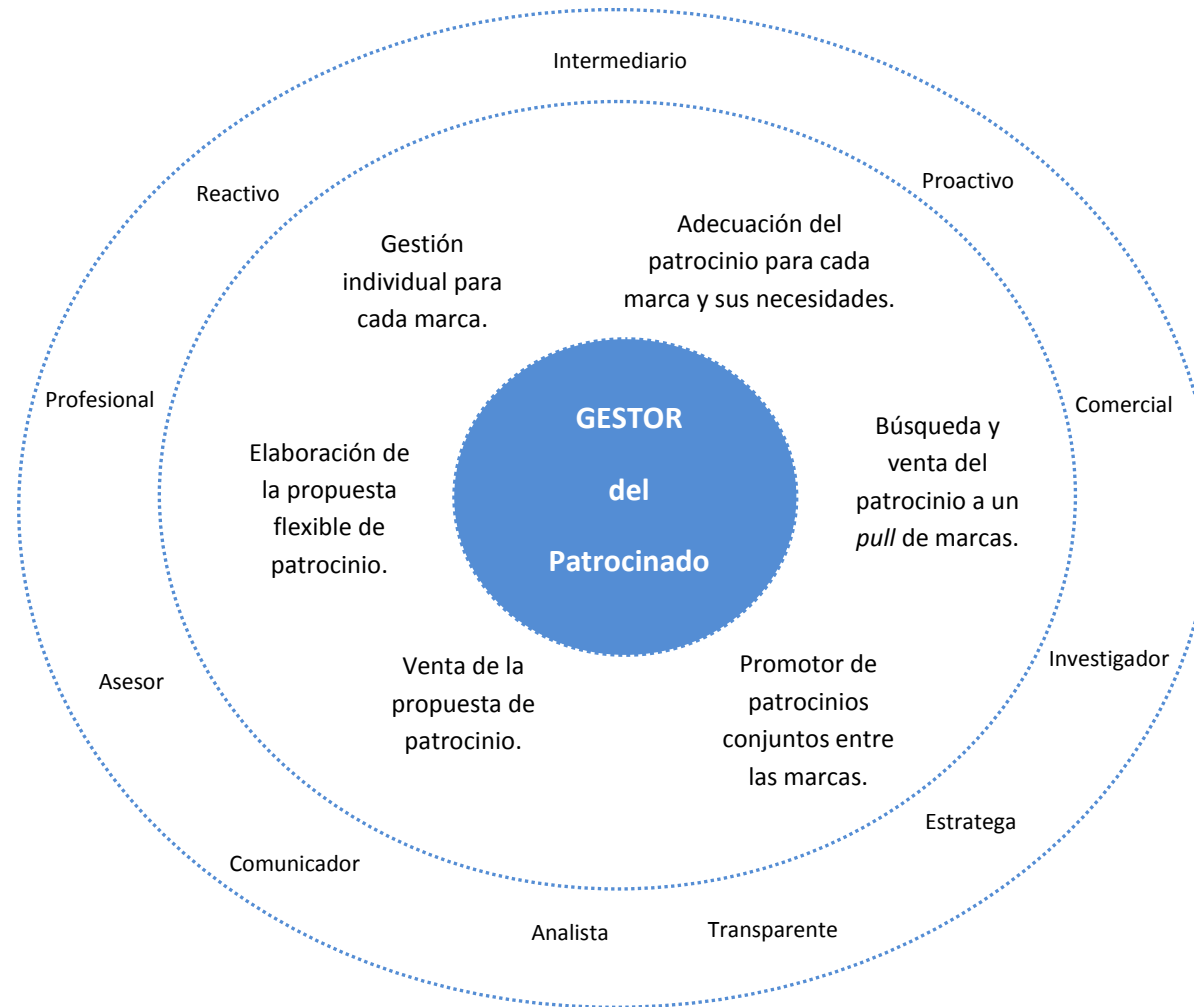 Intermediario
Reactivo
Proactivo
Gestión
individual para
cada marca.
Adecuación del
patrocinio para cada
marca y sus necesidades.
Profesional
Comercial
GESTOR
del
Patrocinado
Elaboración de
la propuesta
flexible de
patrocinio.
Búsqueda y
venta del
patrocinio a un
pull de marcas.
Asesor
Investigador
Venta de la
propuesta de
patrocinio.
Promotor de
patrocinios
conjuntos entre
las marcas.
Estratega
Comunicador
Analista
Transparente